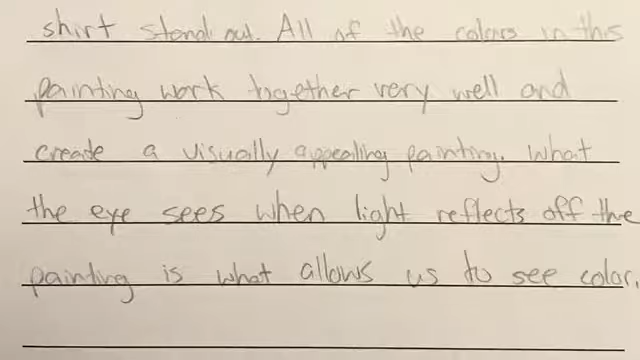 shirt stand out. All of the colors in this
painting work together very well and
create a visually appealing painting. What
the eye sees when light reflects off the
painting is what allows us to see color.